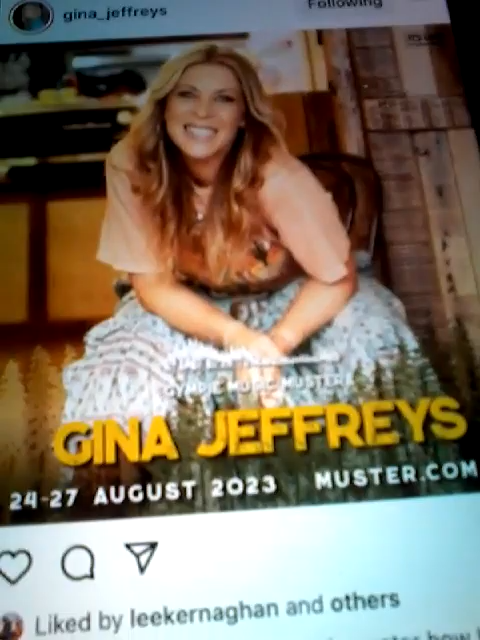 gina_jeffreys
Following
GYMPIE MUSIC MUSTER
GINA JEFFREYS
24-27 AUGUST 2023 MUSTER.COM
Liked by leekernaghan and others